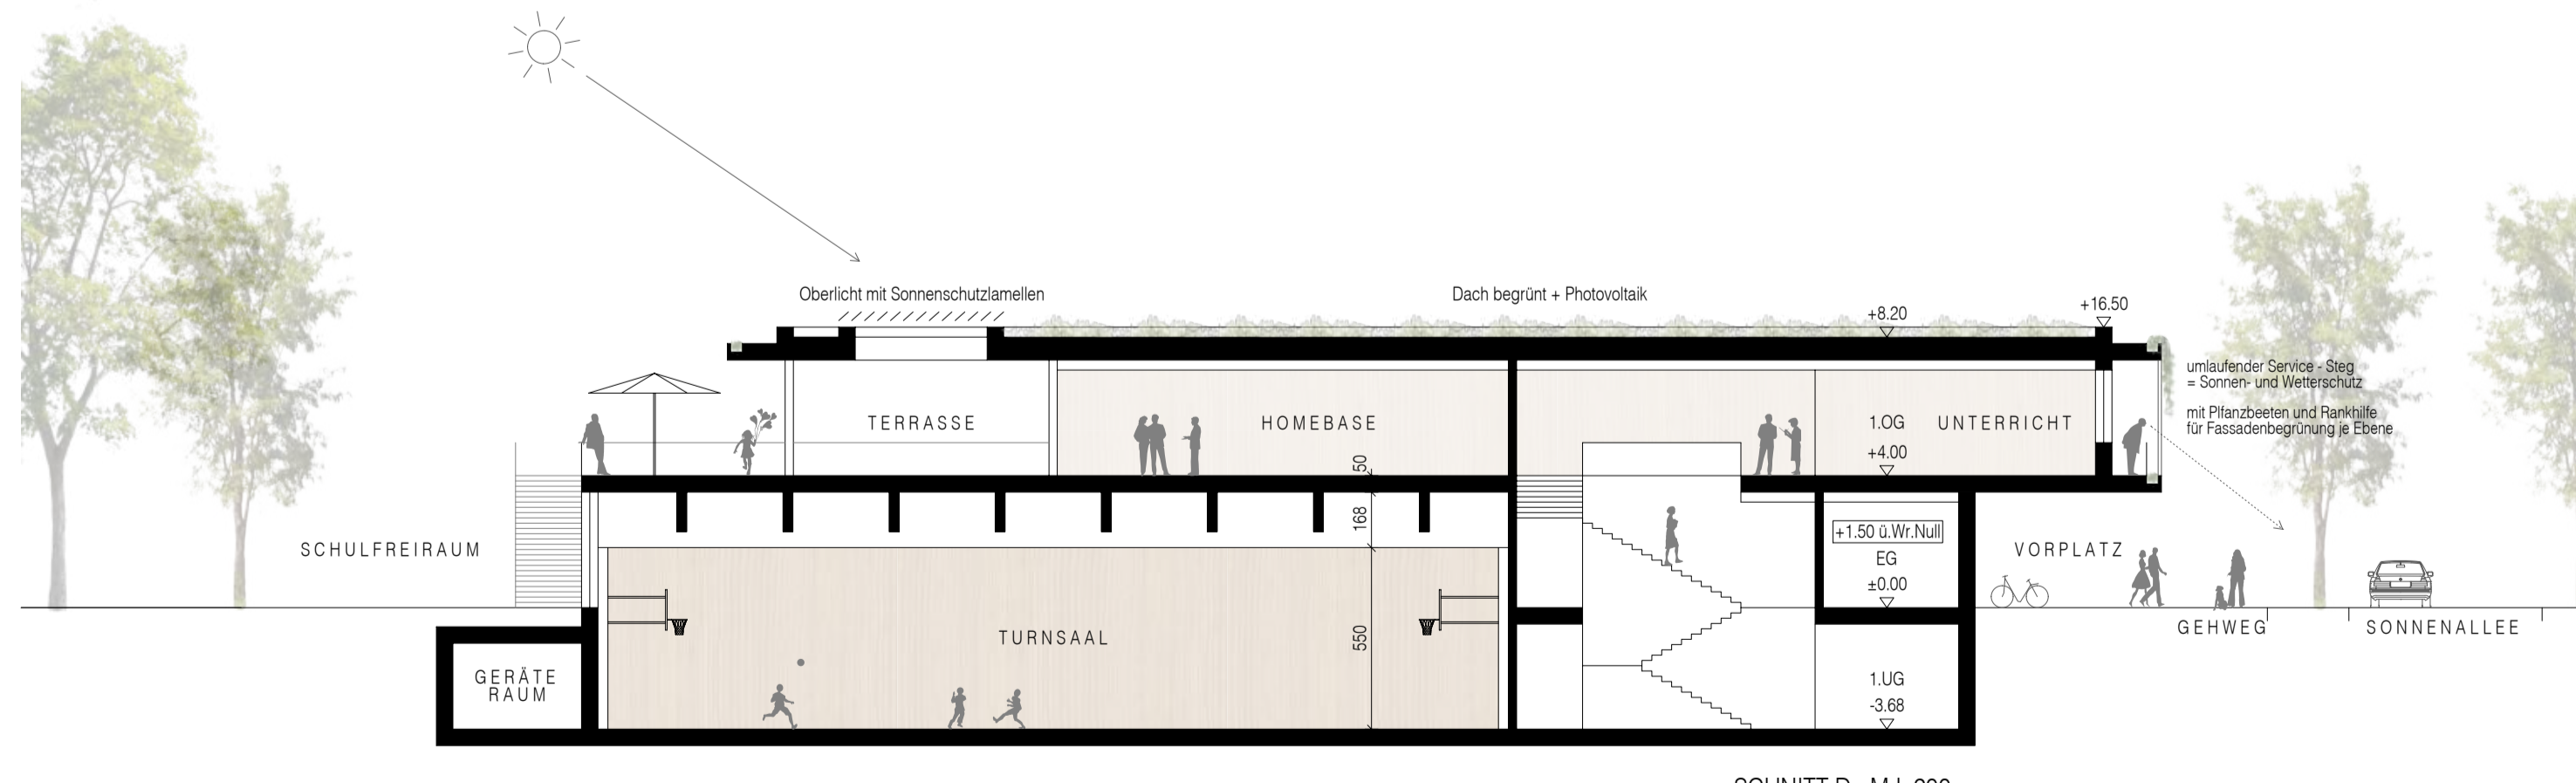 Oberlicht mit Sonnenschutzlamellen
Dach begrünt + Photovoltaik
+8.20
+16.50
umlaufender Service - Steg
= Sonnen- und Wetterschutz
mit Plfanzbeeten und Rankhilfe
für Fassadenbegrünung je Ebene
TERRASSE
HOMEBASE
1.OG
+4.00
UNTERRICHT
50
168
550
SCHULFREIRAUM
+1.50 ü.Wr.Null
EG
±0.00
VORPLATZ
GEHWEG
SONNENALLEE
TURNSAAL
GERÄTE
RAUM
1.UG
-3.68